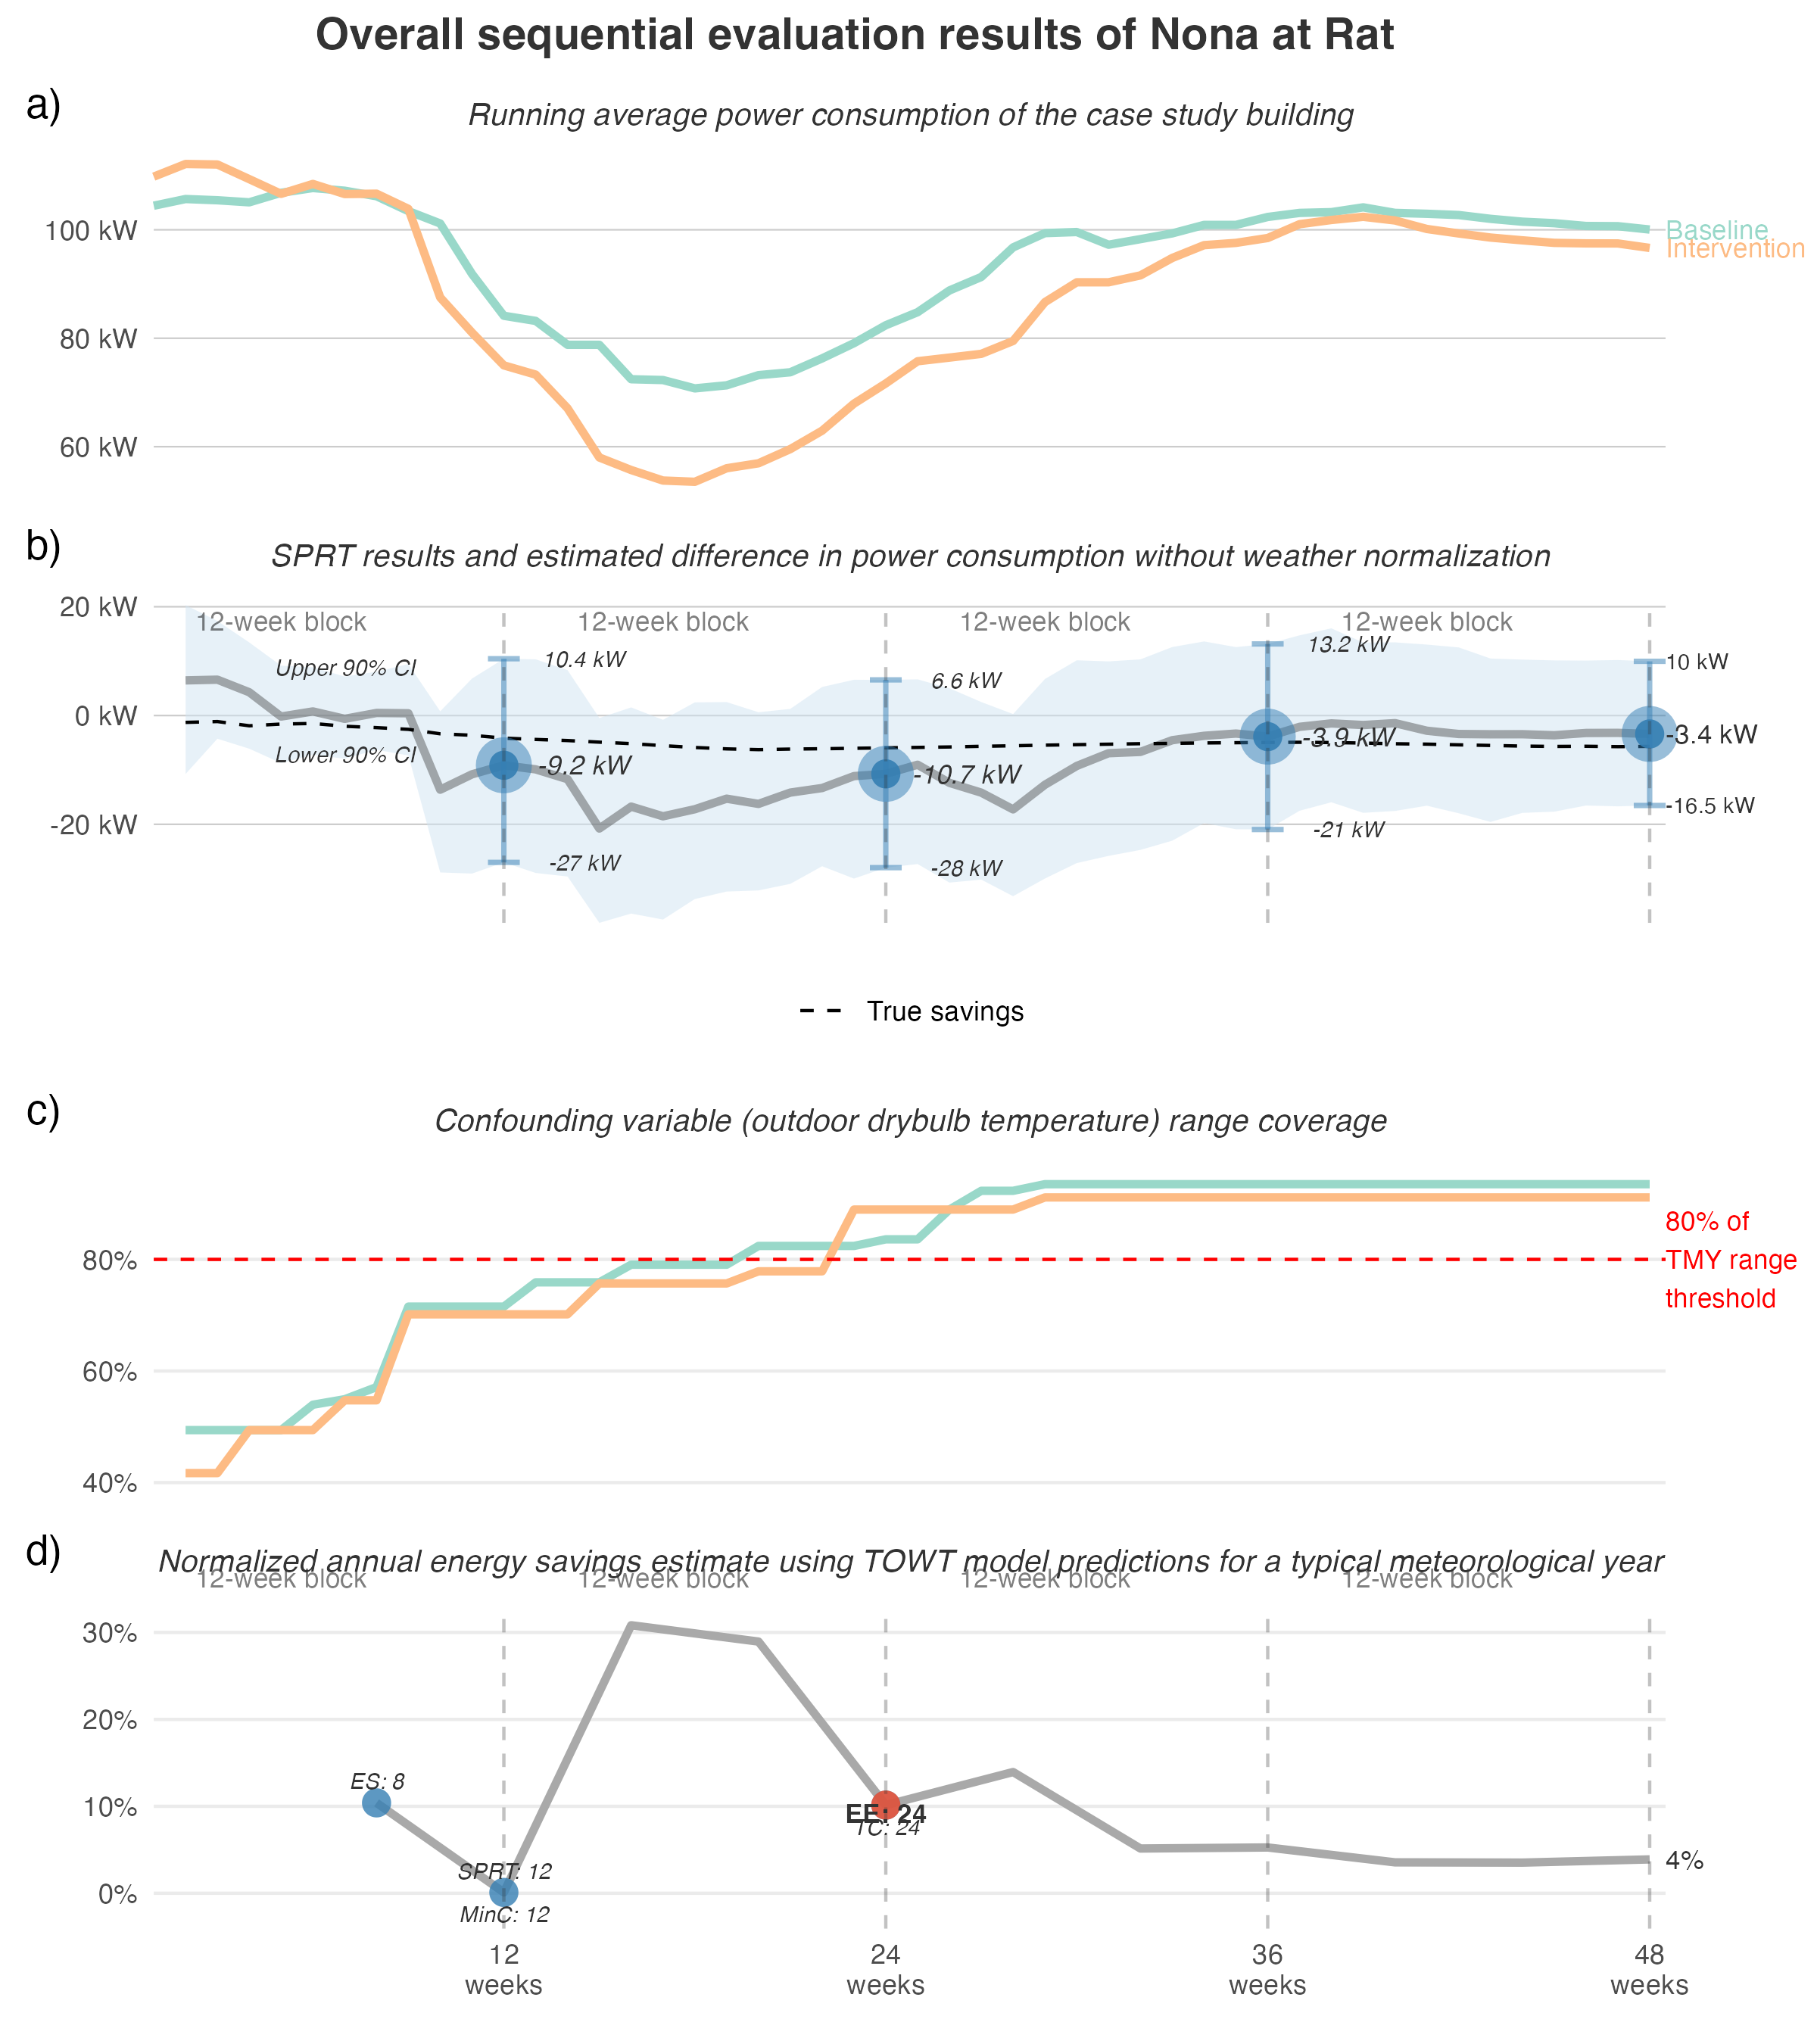 Overall sequential evaluation results of Nona at Rat
a)
Running average power consumption of the case study building
100 kW
80 kW
60 kW
Baseline
Intervention
b)
SPRT results and estimated difference in power consumption without weather normalization
20 kW
0 kW
-20 kW
12-week block
12-week block
12-week block
12-week block
Upper 90% CI
Lower 90% CI
10.4 kW
-9.2 kW
-27 kW
6.6 kW
-10.7 kW
-28 kW
13.2 kW
-3.9 kW
-21 kW
10 kW
-3.4 kW
-16.5 kW
True savings
c)
Confounding variable (outdoor drybulb temperature) range coverage
80%
60%
40%
80% of
TMY range
threshold
d)
Normalized annual energy savings estimate using TOWT model predictions for a typical meteorological year
12-week block
12-week block
12-week block
12-week block
30%
20%
10%
0%
ES: 8
SPRT: 12
MinC: 12
EE: 24
TC: 24
4%
12
weeks
24
weeks
36
weeks
48
weeks